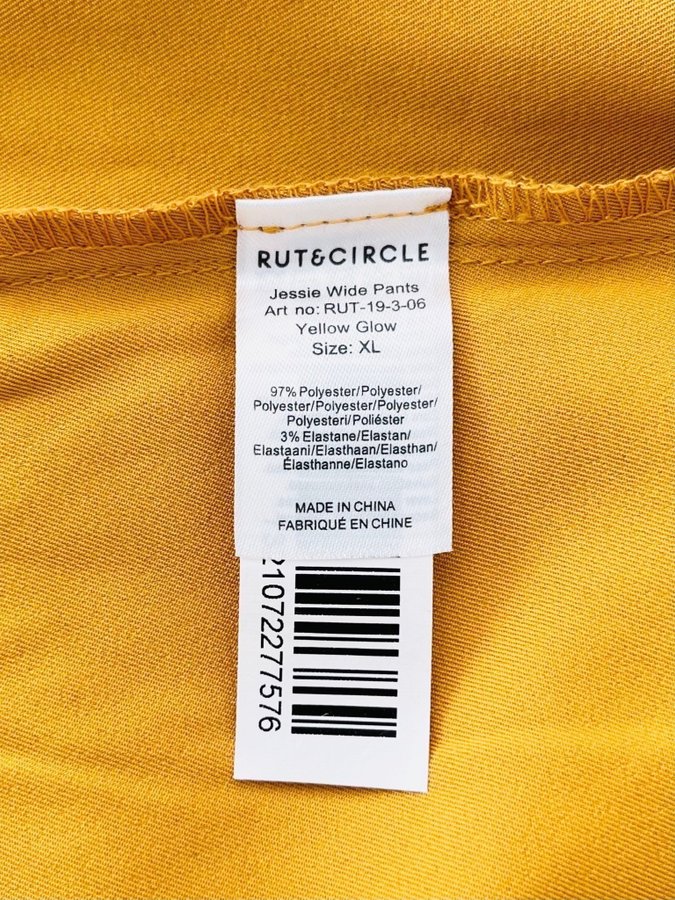 RUT&CIRCLE
Jessie Wide Pants
Art no: RUT-19-3-06
Yellow Glow
Size: XL
97% Polyester/Polyester/
Polyester/Polyester/Polyester/
Polyesteri/Poliéster
3% Elastane/Elastan/
Elastaani/Elasthaan/Elasthan/
Élasthanne/Elastano
MADE IN CHINA
FABRIQUÉ EN CHINE
21072277576